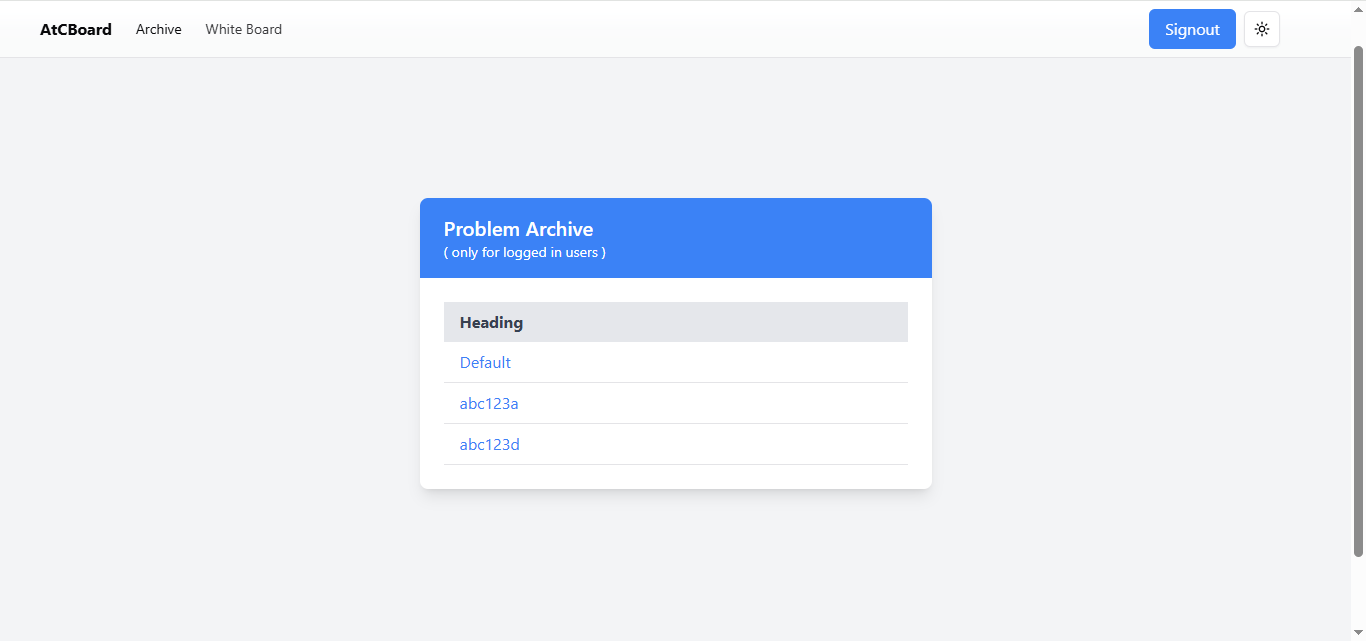 AtCBoard Archive White Board Signout
Problem Archive
( only for logged in users )
Heading
Default
abc123a
abc123d